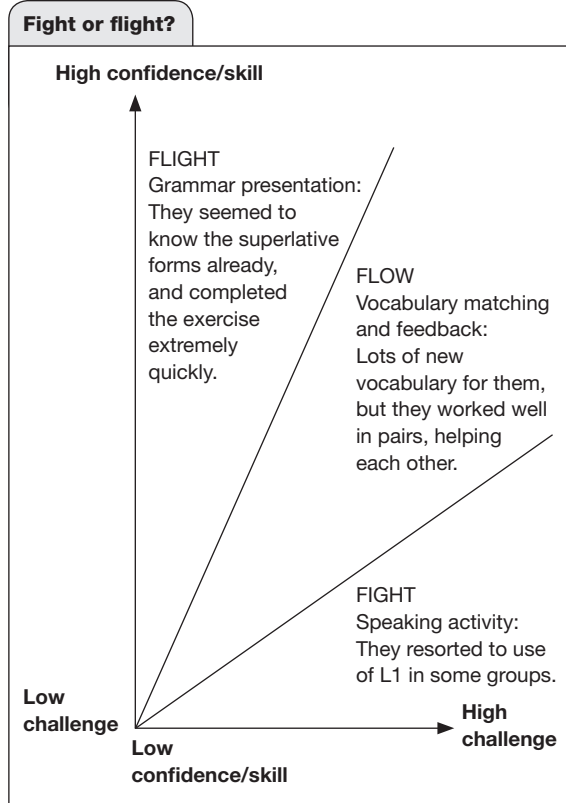 Fight or flight?
High confidence/skill
FLIGHT
Grammar presentation:
They seemed to
know the superlative
forms already,
and completed
the exercise
extremely
quickly.
FLOW
Vocabulary matching
and feedback:
Lots of new
vocabulary for them,
but they worked well
in pairs, helping
each other.
FIGHT
Speaking activity:
They resorted to use
of L1 in some groups.
Low
challenge
High
challenge
Low
confidence/skill